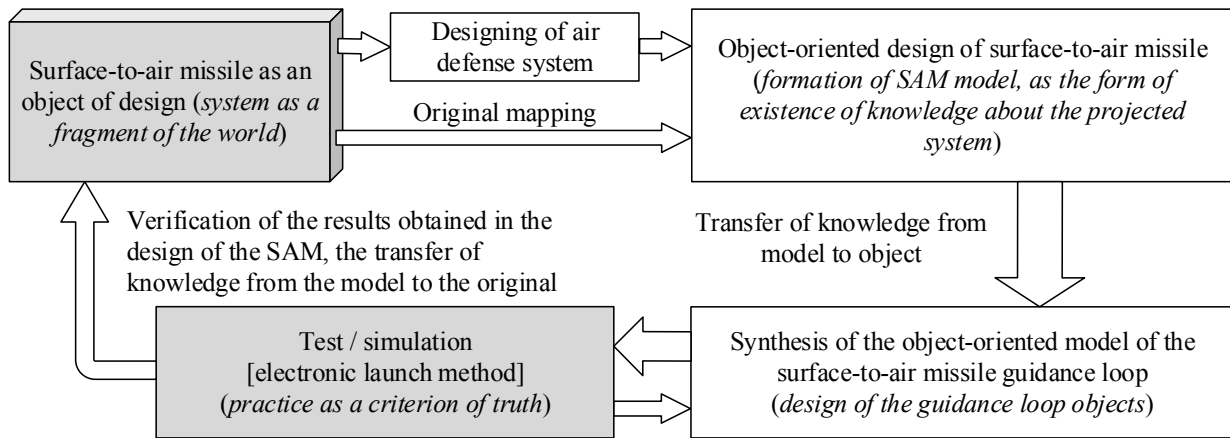 Surface-to-air missile as an
object of design (system as a
fragment of the world)
Designing of air
defense system
Original mapping
Object-oriented design of surface-to-air missile
(formation of SAM model, as the form of
existence of knowledge about the projected
system)
Verification of the results obtained in the
design of the SAM, the transfer of
knowledge from the model to the original
Transfer of knowledge from
model to object
Test / simulation
[electronic launch method]
(practice as a criterion of truth)
Synthesis of the object-oriented model of the
surface-to-air missile guidance loop
(design of the guidance loop objects)